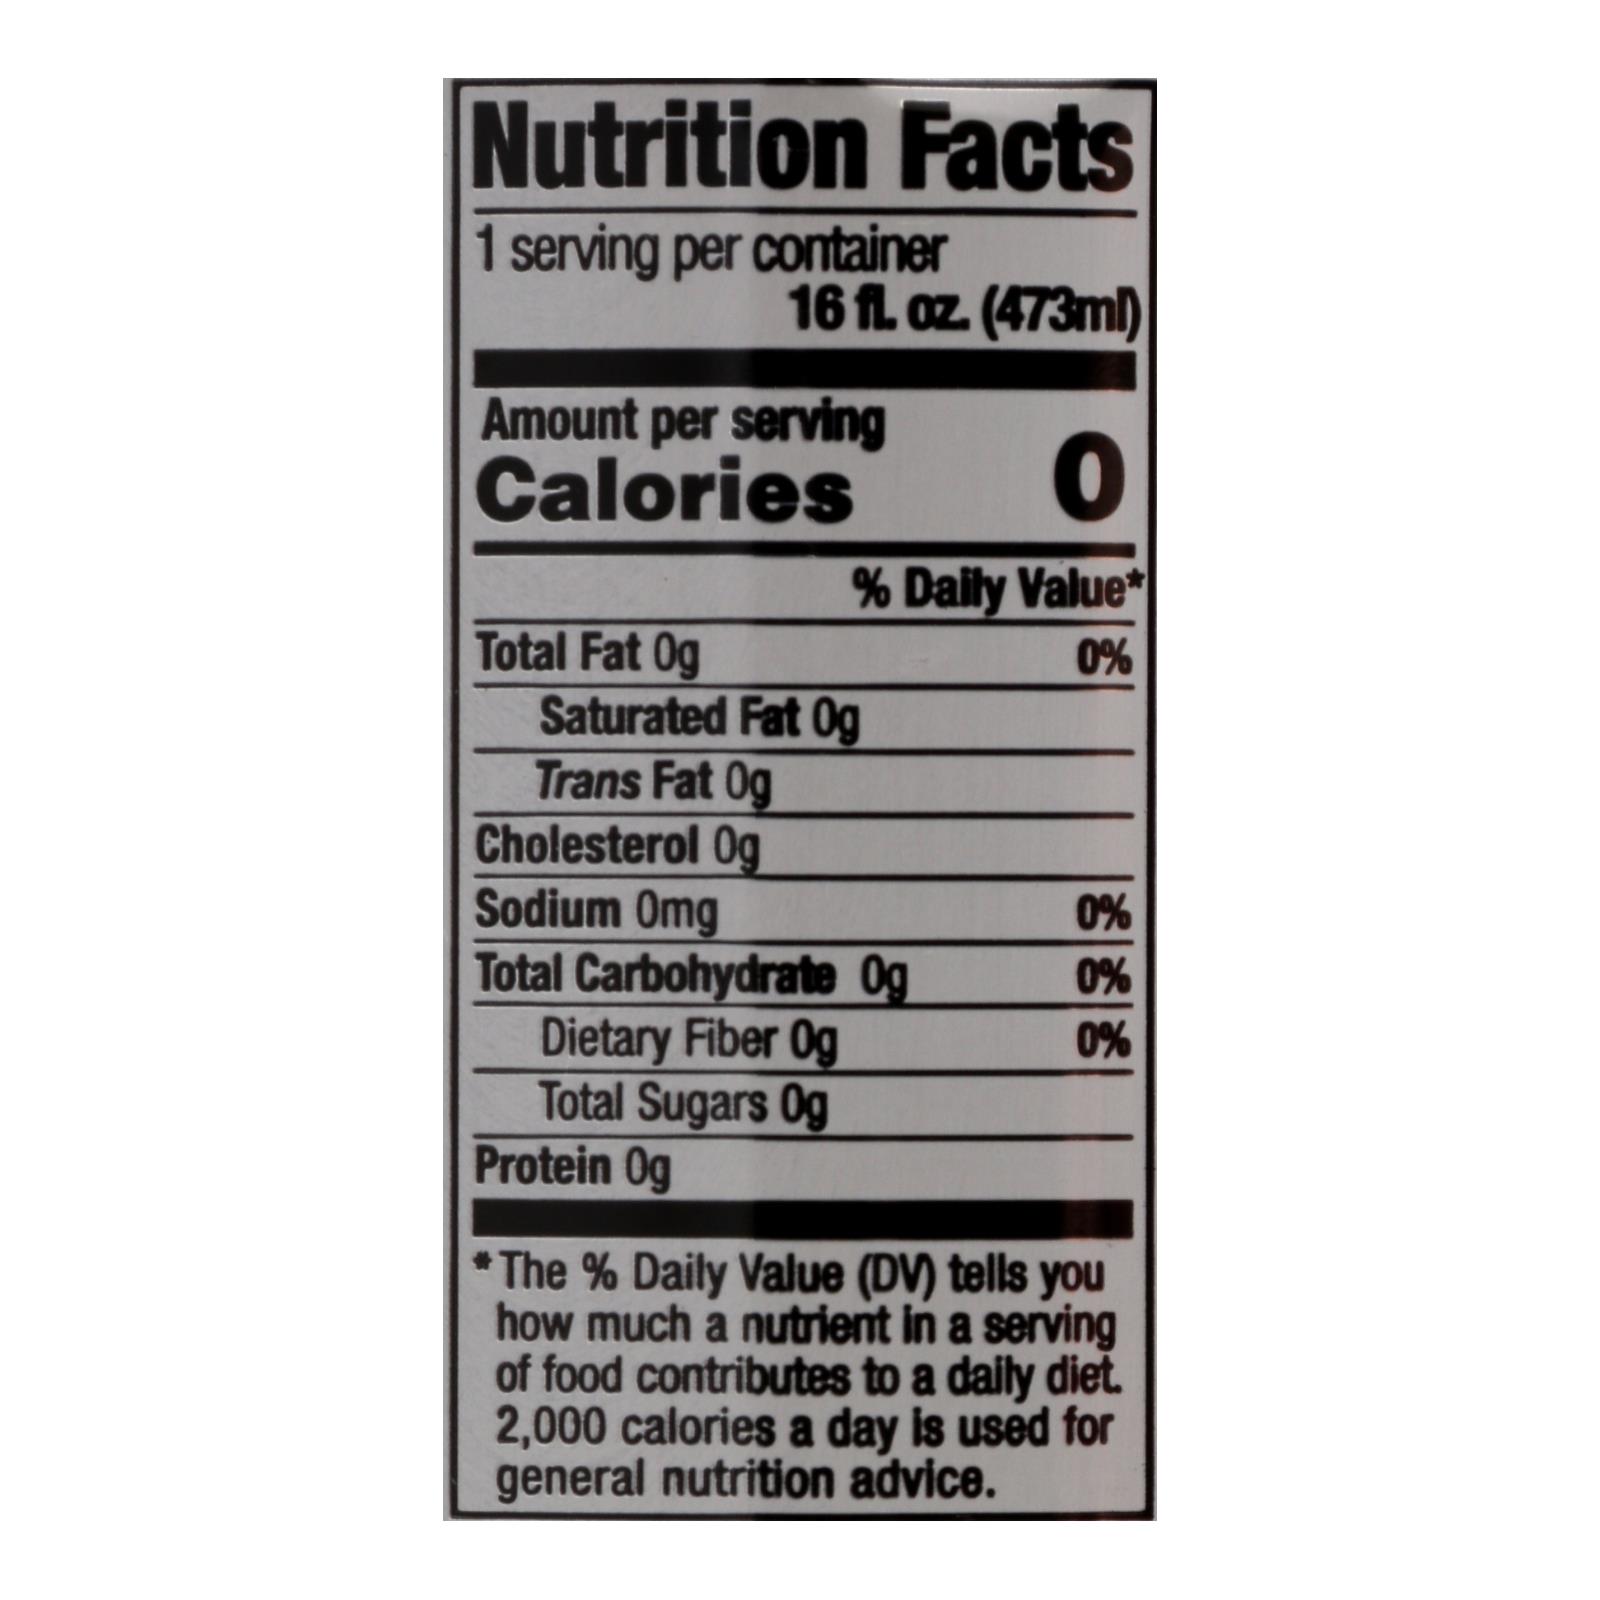 Nutrition Facts
1 serving per container
16 fl. oz. (473ml)
Amount per serving
Calories 0
% Daily Value*
Total Fat 0g 0%
Saturated Fat 0g
Trans Fat 0g
Cholesterol 0g
Sodium 0mg 0%
Total Carbohydrate 0g 0%
Dietary Fiber 0g 0%
Total Sugars 0g
Protein 0g
* The % Daily Value (DV) tells you
how much a nutrient in a serving
of food contributes to a daily diet.
2,000 calories a day is used for
general nutrition advice.